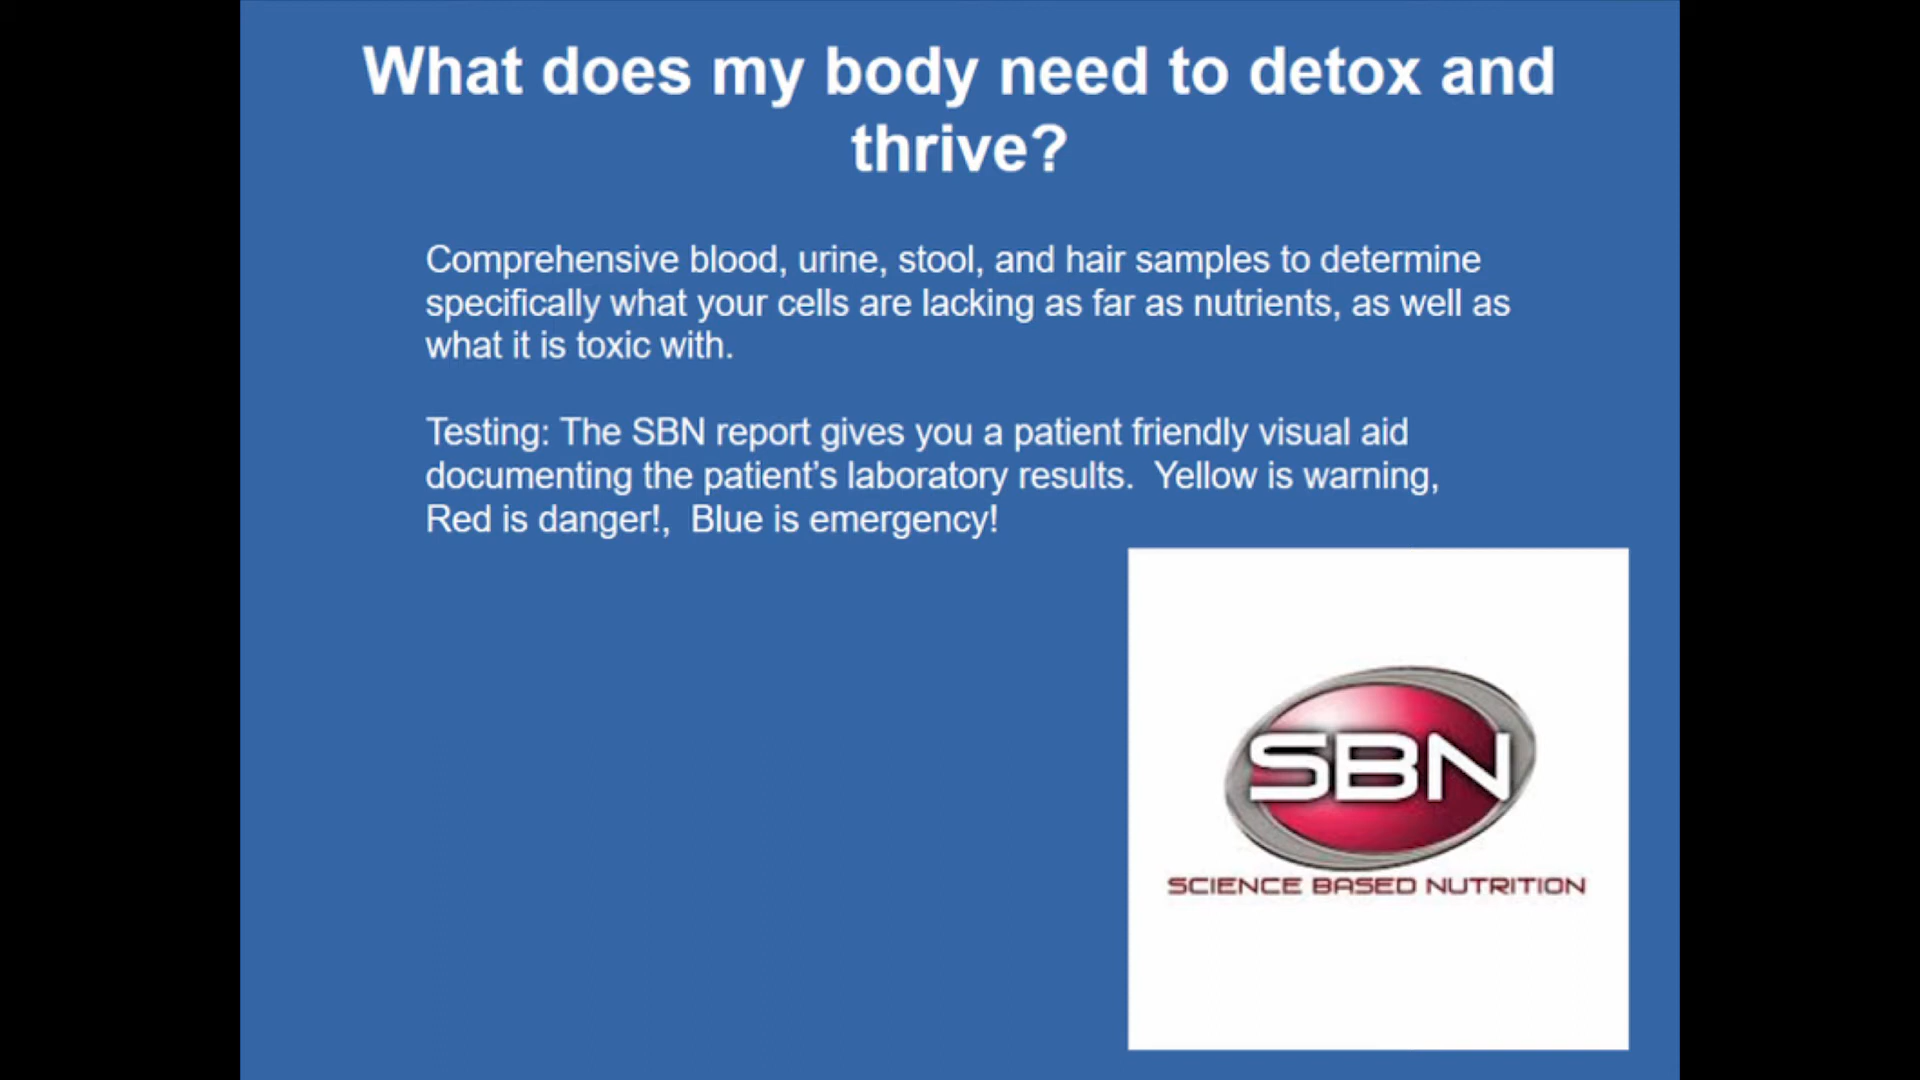 What does my body need to detox and
thrive?
Comprehensive blood, urine, stool, and hair samples to determine
specifically what your cells are lacking as far as nutrients, as well as
what it is toxic with.
Testing: The SBN report gives you a patient friendly visual aid
documenting the patient’s laboratory results.  Yellow is warning,
Red is danger!,  Blue is emergency!
SBN
SCIENCE BASED NUTRITION